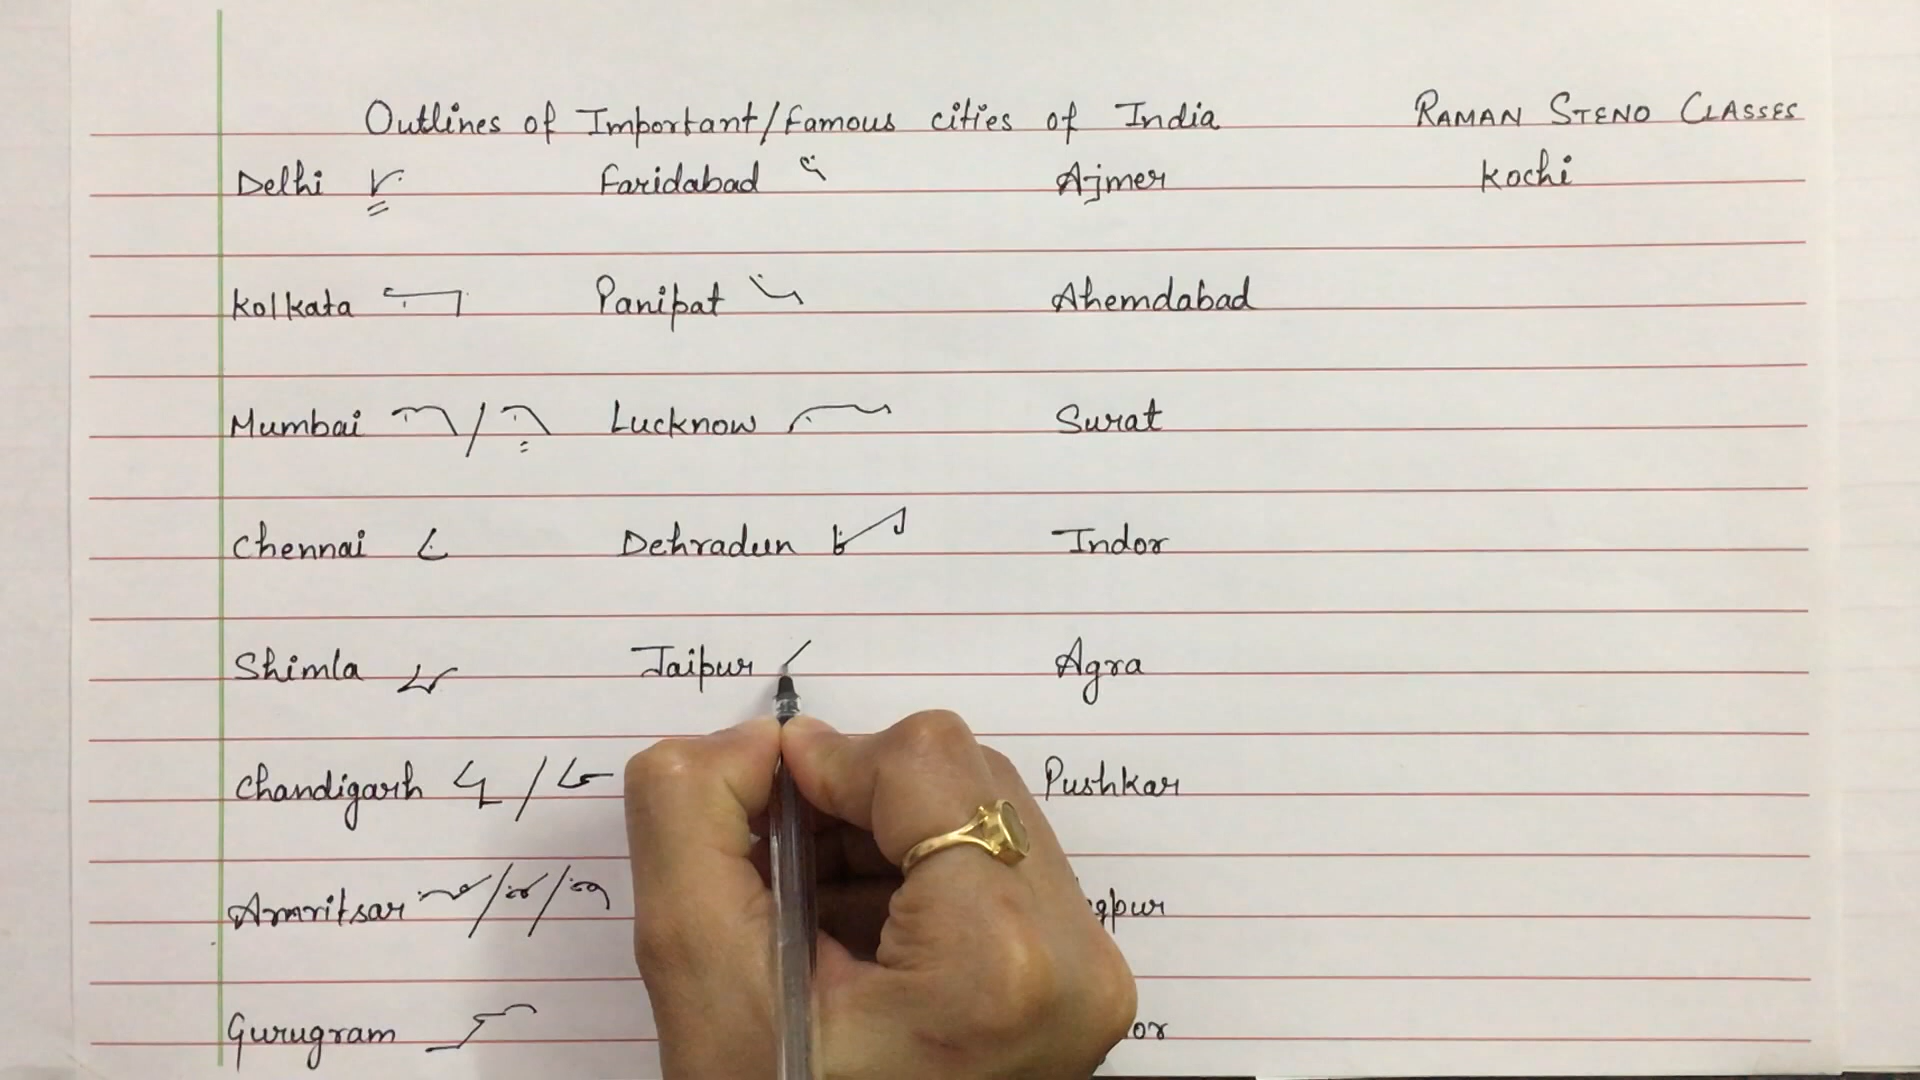 Outlines of Important/famous cities of India RAMAN STENO CLASSES
Delhi Faridabad Ajmer Kochi
Kolkata Panipat Ahemdabad
Mumbai / Lucknow Surat
Chennai Dehradun Indor
Shimla Jaipur Agra
Chandigarh / Pushkar
Amritsar / /
Gurugram